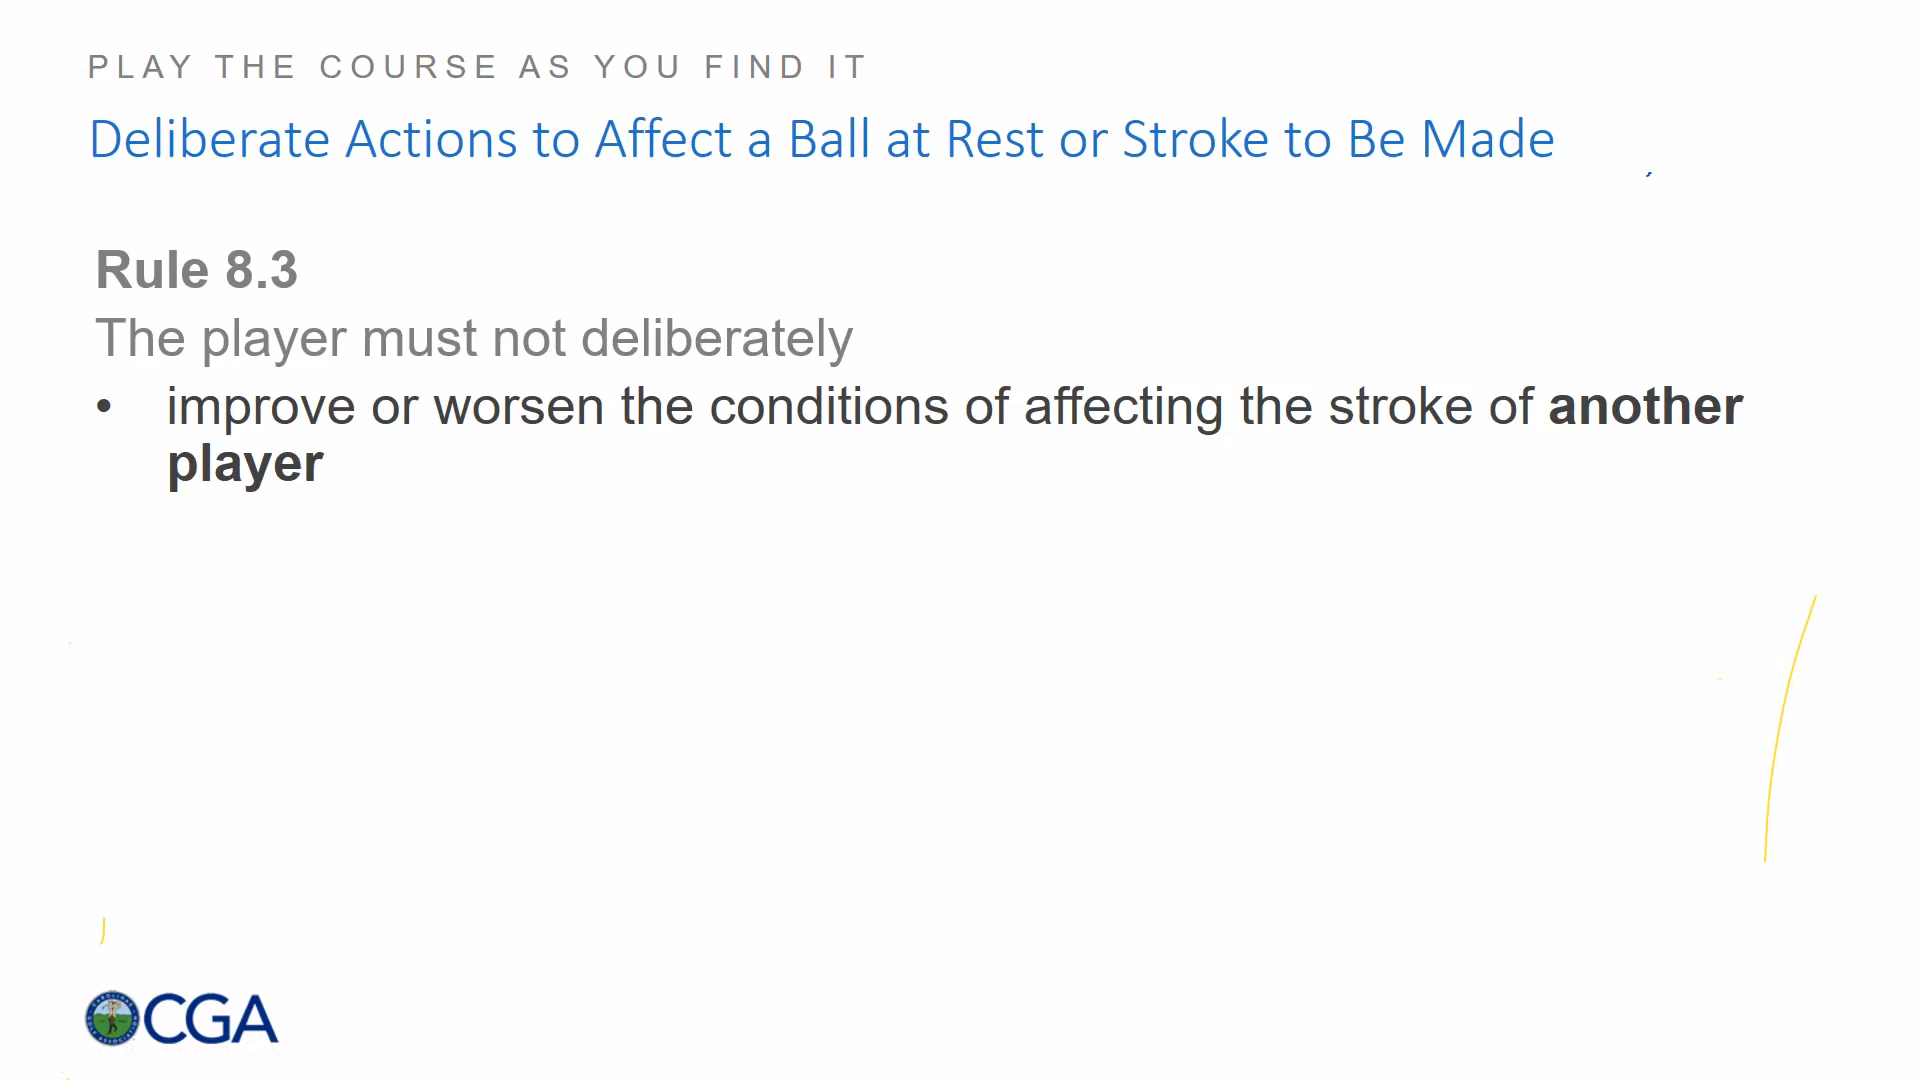 PLAY THE COURSE AS YOU FIND IT
Deliberate Actions to Affect a Ball at Rest or Stroke to Be Made
Rule 8.3
The player must not deliberately
• improve or worsen the conditions of affecting the stroke of another
player
CGA